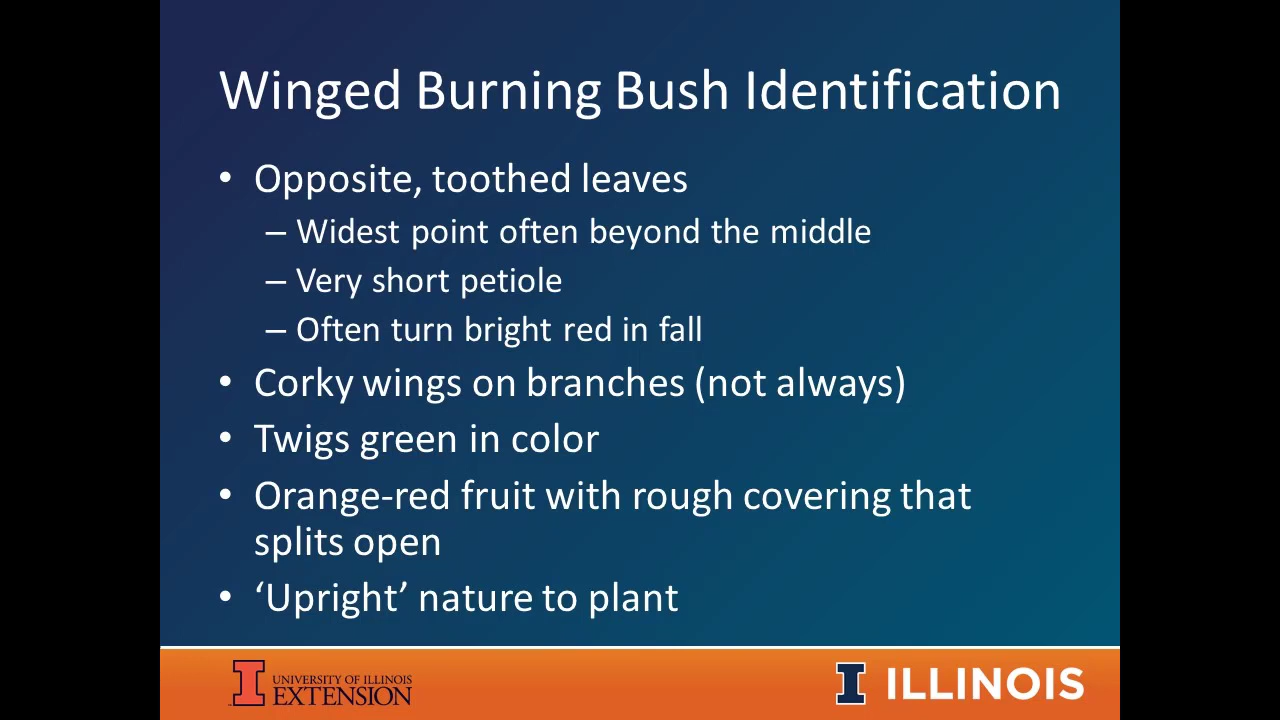 Winged Burning Bush Identification
• Opposite, toothed leaves
– Widest point often beyond the middle
– Very short petiole
– Often turn bright red in fall
• Corky wings on branches (not always)
• Twigs green in color
• Orange-red fruit with rough covering that
splits open
• ‘Upright’ nature to plant
UNIVERSITY OF ILLINOIS
EXTENSION
ILLINOIS